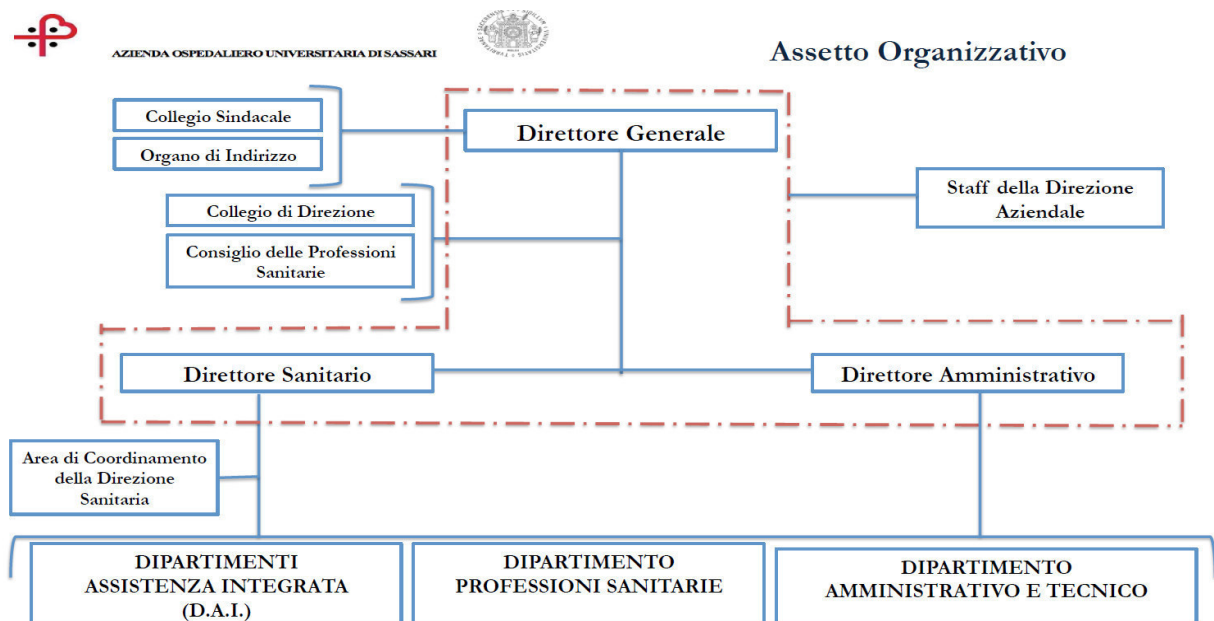 AZIENDA OSPEDALIERO UNIVERSITARIA DI SASSARI
Assetto Organizzativo
Collegio Sindacale
Organo di Indirizzo
Direttore Generale
Collegio di Direzione
Consiglio delle Professioni
Sanitarie
Staff della Direzione
Aziendale
Direttore Sanitario
Direttore Amministrativo
Area di Coordinamento
della Direzione
Sanitaria
DIPARTIMENTI
ASSISTENZA INTEGRATA
(D.A.I.)
DIPARTIMENTO
PROFESSIONI SANITARIE
DIPARTIMENTO
AMMINISTRATIVO E TECNICO